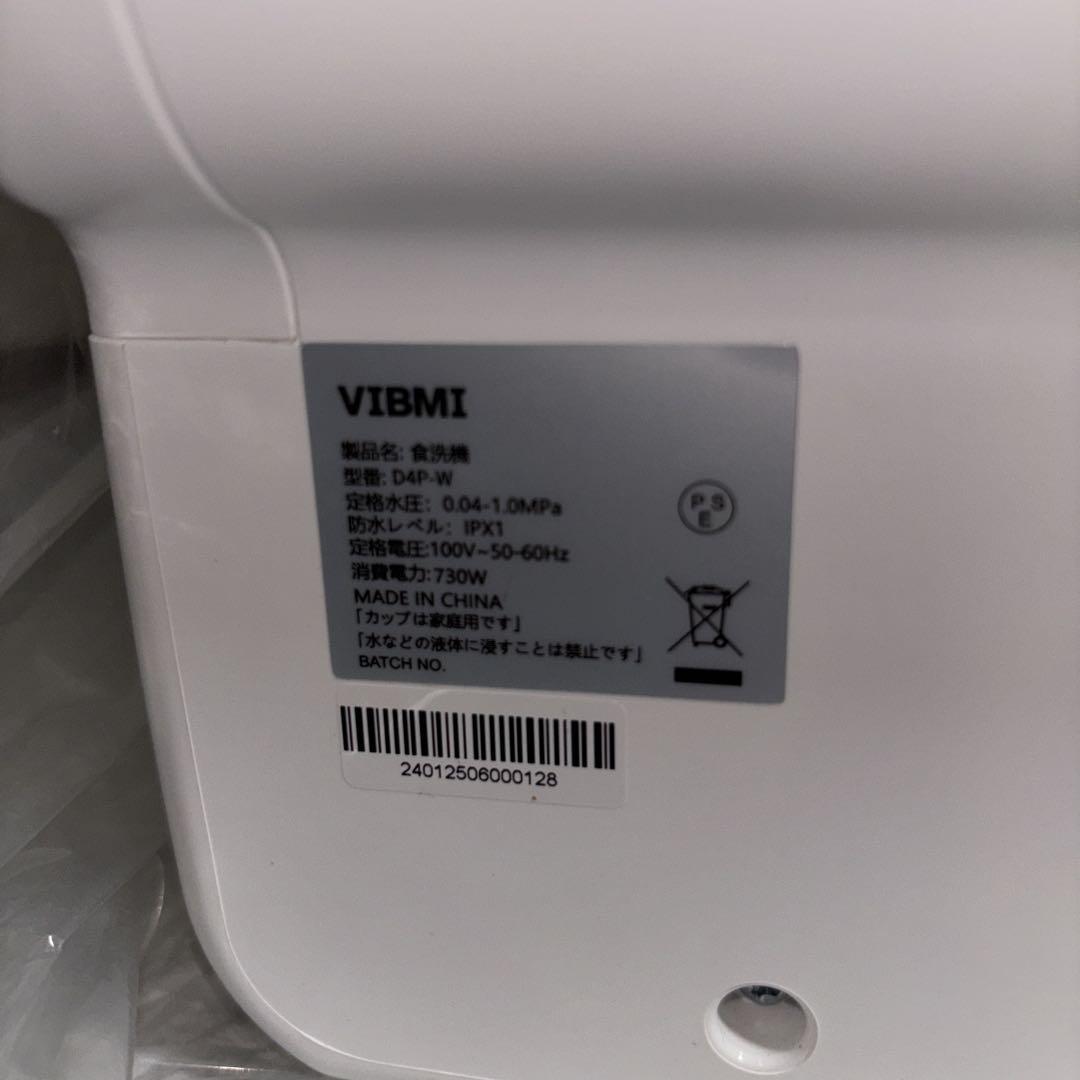 VIBMI
製品名: 食洗機
型番: D4P-W
定格水圧: 0.04-1.0MPa
防水レベル: IPX1
定格電圧:100V~50-60Hz
消費電力:730W
MADE IN CHINA
「カップは家庭用です」
「水などの液体に浸すことは禁止です」
BATCH NO.
PSE
24012506000128